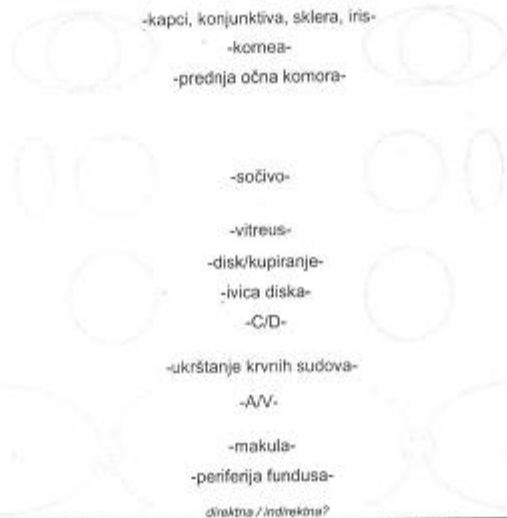 -kapci, konjunktiva, sklera, iris-
-kornea-
-prednja očna komora-
-sočivo-
-vitreus-
-disk/kupiranje-
-ivica diska-
-C/D-
-ukrštanje krvnih sudova-
-A/V-
-makula-
-periferija fundusa-
direktna / indirektna?